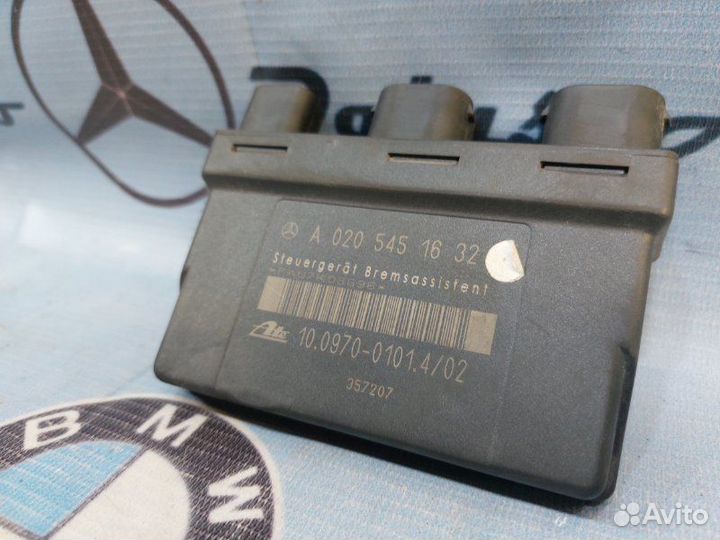 A 020 545 16 32
Steuergerät Bremsassistent
Ate
10.0970-0101.4/02
357207
BMW
Avito